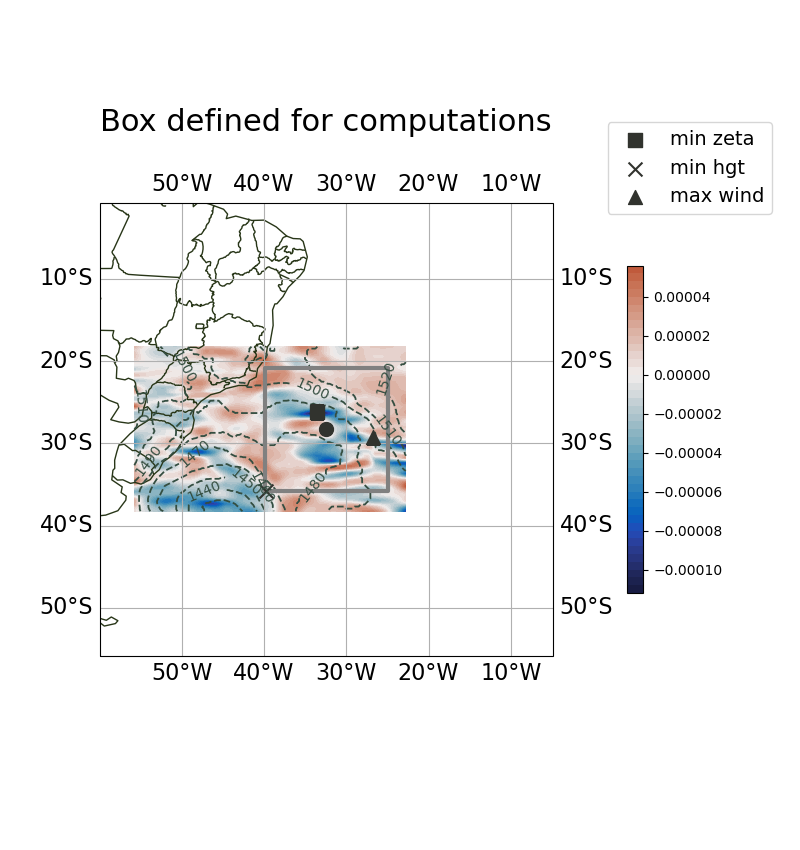 Box defined for computations
min zeta
min hgt
max wind
50°W 40°W 30°W 20°W 10°W
10°S 10°S
20°S 20°S
30°S 30°S
40°S 40°S
50°S 50°S
50°W 40°W 30°W 20°W 10°W
0.00004
0.00002
0.00000
−0.00002
−0.00004
−0.00006
−0.00008
−0.00010
1500
1520
1510
1480
1440
1450